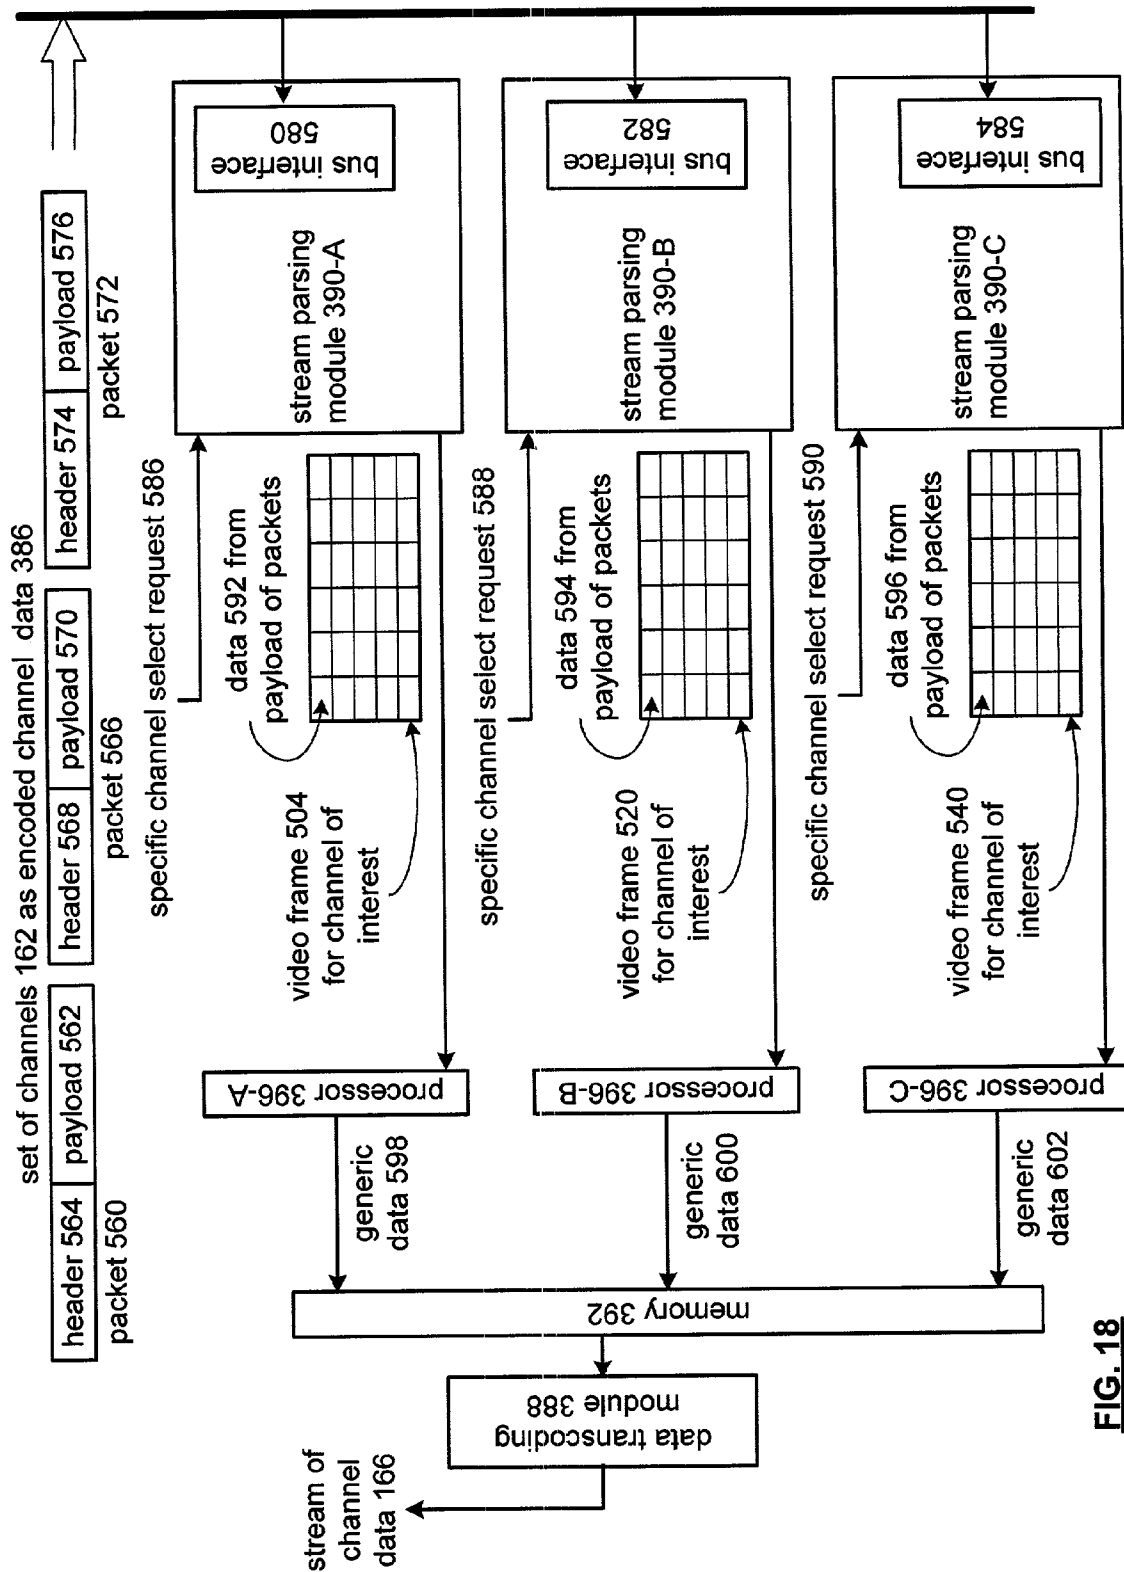 set of channels 162 as encoded channel data 386
header 564
payload 562
packet 560
header 568
payload 570
packet 566
header 574
payload 576
packet 572
specific channel select request 586
bus interface
580
stream parsing
module 390-A
data 592 from
payload of packets
video frame 504
for channel of
interest
processor 396-A
generic
data 598
specific channel select request 588
bus interface
582
stream parsing
module 390-B
data 594 from
payload of packets
video frame 520
for channel of
interest
processor 396-B
generic
data 600
specific channel select request 590
bus interface
584
stream parsing
module 390-C
data 596 from
payload of packets
video frame 540
for channel of
interest
processor 396-C
generic
data 602
memory 392
data transcoding
module 388
stream of
channel
data 166
FIG. 18